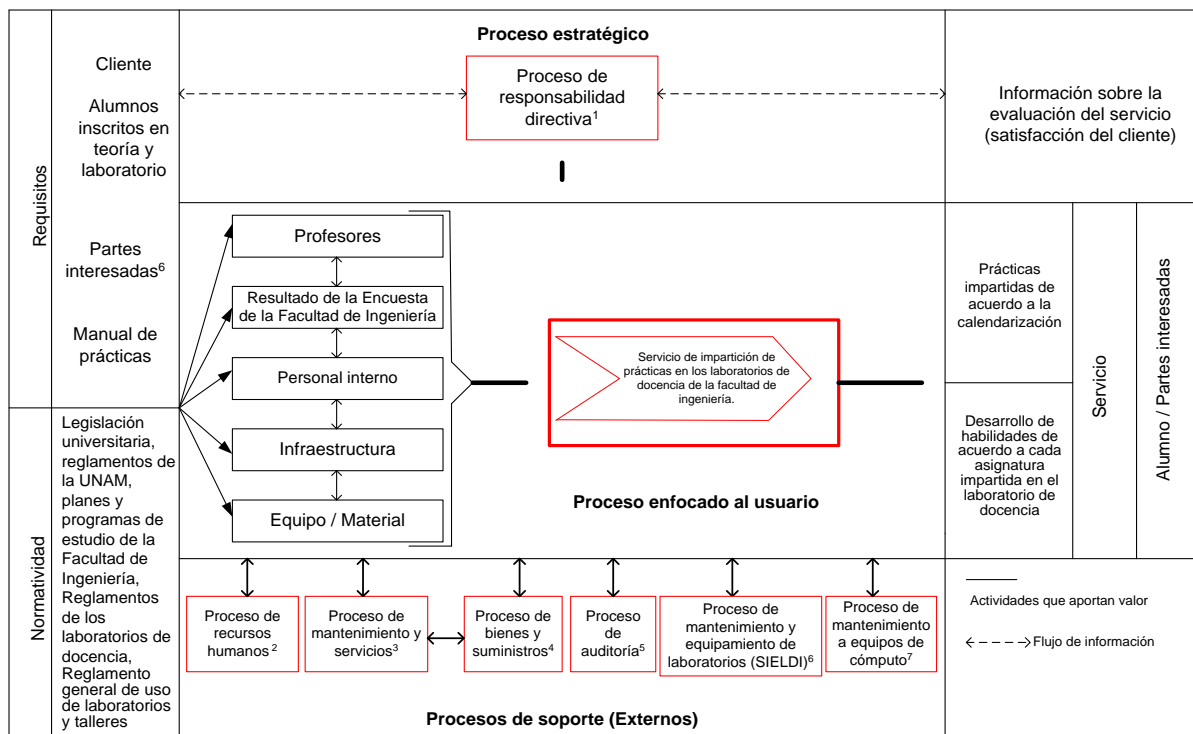 Requisitos
Normatividad
Cliente
Alumnos
inscritos en
teoría y
laboratorio
Partes
interesadas6
Manual de
prácticas
Legislación
universitaria,
reglamentos de
la UNAM,
planes y
programas de
estudio de la
Facultad de
Ingeniería,
Reglamentos
de los
laboratorios de
docencia,
Reglamento
general de uso
de laboratorios
y talleres
Proceso estratégico
Proceso de
responsabilidad
directiva1
Profesores
Resultado de la Encuesta
de la Facultad de Ingeniería
Personal interno
Infraestructura
Equipo / Material
Servicio de impartición de
prácticas en los laboratorios de
docencia de la facultad de
ingeniería.
Proceso enfocado al usuario
Proceso de
recursos
humanos 2
Proceso de
mantenimiento y
servicios3
Proceso de
bienes y
suministros4
Proceso
de
auditoría5
Proceso de
mantenimiento y
equipamiento de
laboratorios (SIELDI)6
Proceso de
mantenimiento
a equipos de
cómputo7
Procesos de soporte (Externos)
Información sobre la
evaluación del servicio
(satisfacción del cliente)
Prácticas
impartidas de
acuerdo a la
calendarización
Desarrollo de
habilidades de
acuerdo a cada
asignatura
impartida en el
laboratorio de
docencia
Servicio
Alumno / Partes interesadas
Actividades que aportan valor
Flujo de información